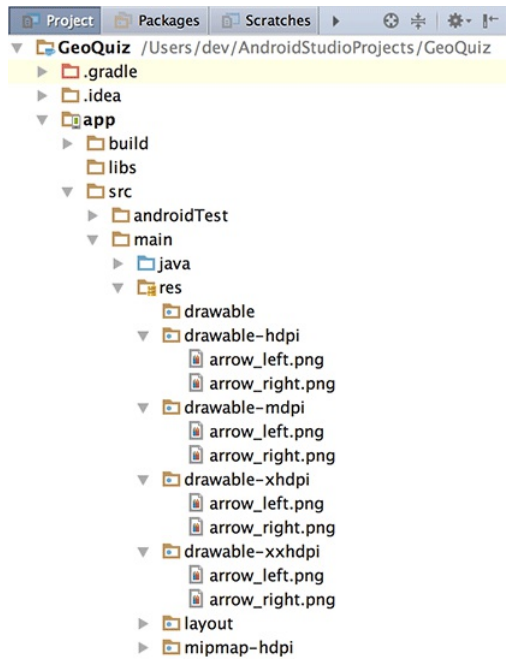 Project Packages Scratches
GeoQuiz /Users/dev/AndroidStudioProjects/GeoQuiz
.gradle
.idea
app
build
libs
src
androidTest
main
java
res
drawable
drawable-hdpi
arrow_left.png
arrow_right.png
drawable-mdpi
arrow_left.png
arrow_right.png
drawable-xhdpi
arrow_left.png
arrow_right.png
drawable-xxhdpi
arrow_left.png
arrow_right.png
layout
mipmap-hdpi